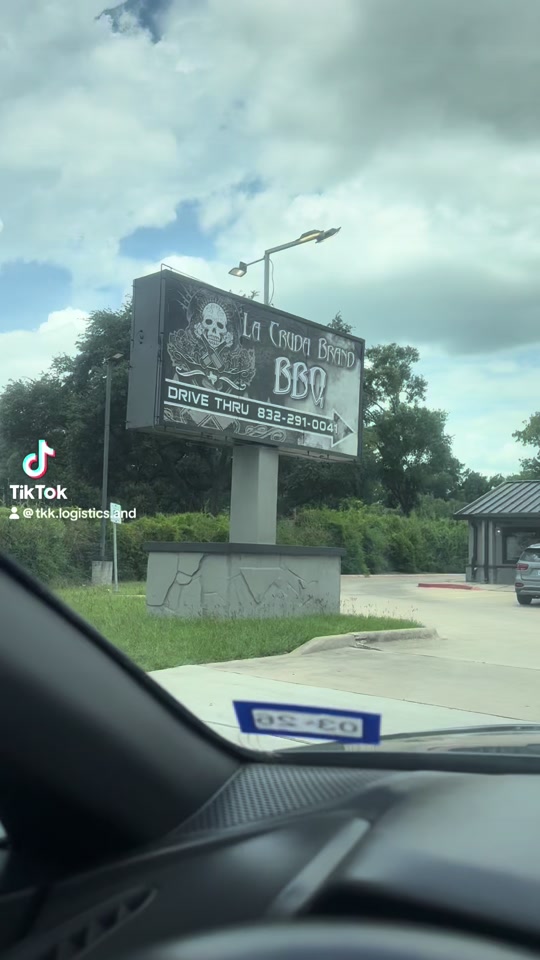 La Cruda Brand
BBQ
DRIVE THRU 832-291-0041
TikTok
@tkk.logisticsland
03-26